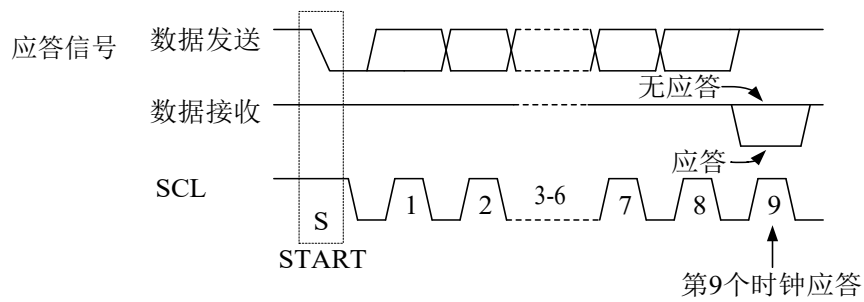 应答信号
数据发送
无应答
数据接收
应答
SCL
S
1
2
3-6
7
8
9
START
第9个时钟应答